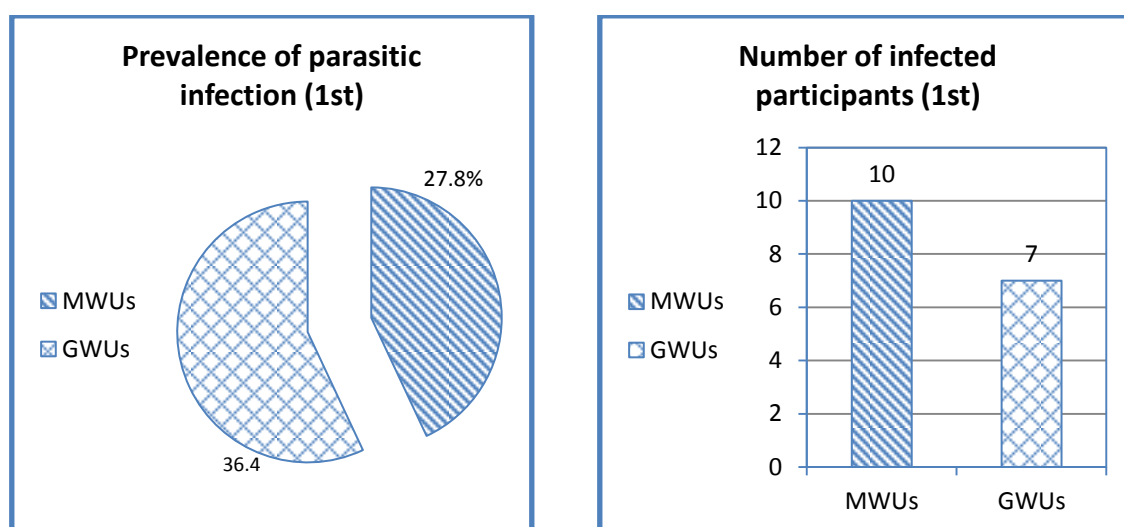 Prevalence of parasitic
infection (1st)
27.8%
MWUs
GWUs
36.4
Number of infected
participants (1st)
MWUs
GWUs
12
10
8
6
4
2
0
10
7
MWUs
GWUs